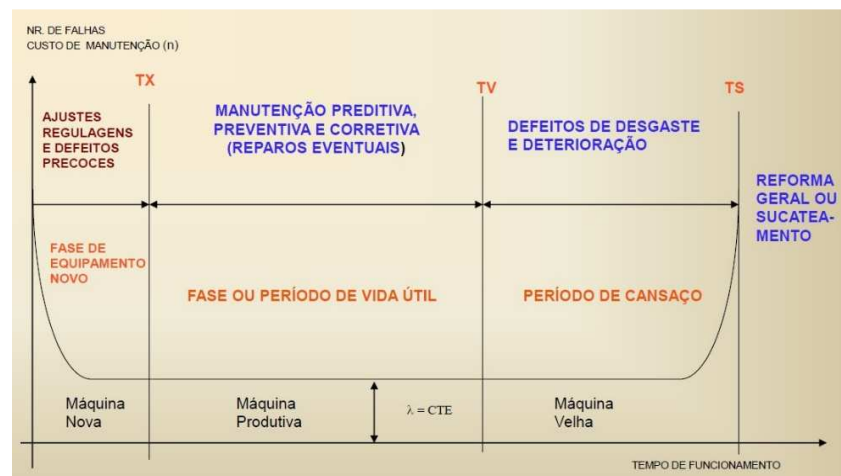 NR. DE FALHAS
CUSTO DE MANUTENÇÃO (n)
TX
TV
TS
AJUSTES
REGULAGENS
E DEFEITOS
PRECOCES
MANUTENÇÃO PREDITIVA,
PREVENTIVA E CORRETIVA
(REPAROS EVENTUAIS)
DEFEITOS DE DESGASTE
E DETERIORAÇÃO
REFORMA
GERAL OU
SUCATEA-
MENTO
FASE DE
EQUIPAMENTO
NOVO
FASE OU PERÍODO DE VIDA ÚTIL
PERÍODO DE CANSAÇO
Máquina
Nova
Máquina
Produtiva
λ = CTE
Máquina
Velha
TEMPO DE FUNCIONAMENTO